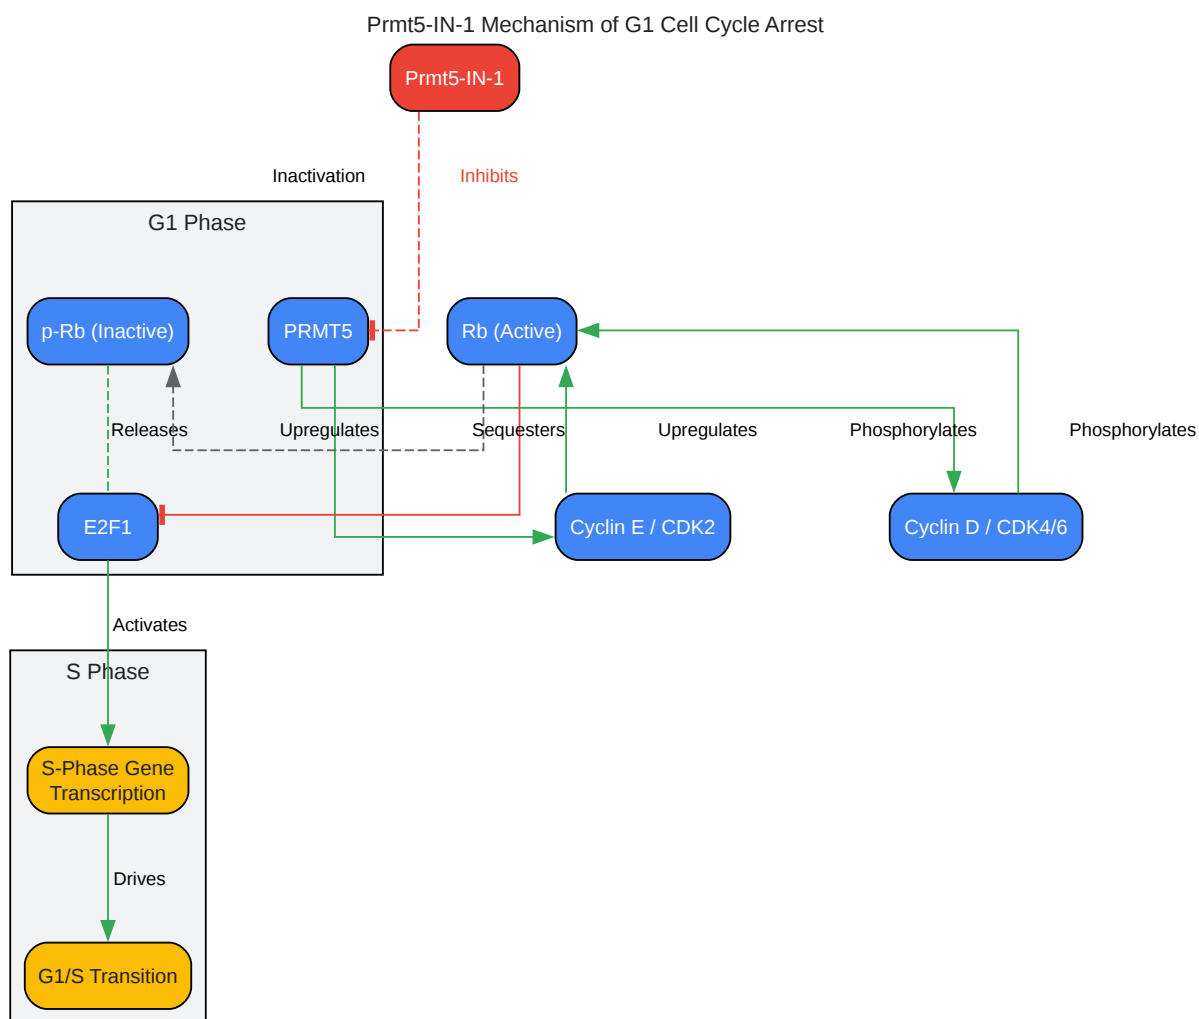 Prmt5-IN-1 Mechanism of G1 Cell Cycle Arrest
Prmt5-IN-1
Inactivation
Inhibits
G1 Phase
p-Rb (Inactive)
PRMT5
Rb (Active)
Releases
Upregulates
Sequesters
Upregulates
Phosphorylates
Phosphorylates
E2F1
Cyclin E / CDK2
Cyclin D / CDK4/6
Activates
S Phase
S-Phase Gene
Transcription
Drives
G1/S Transition